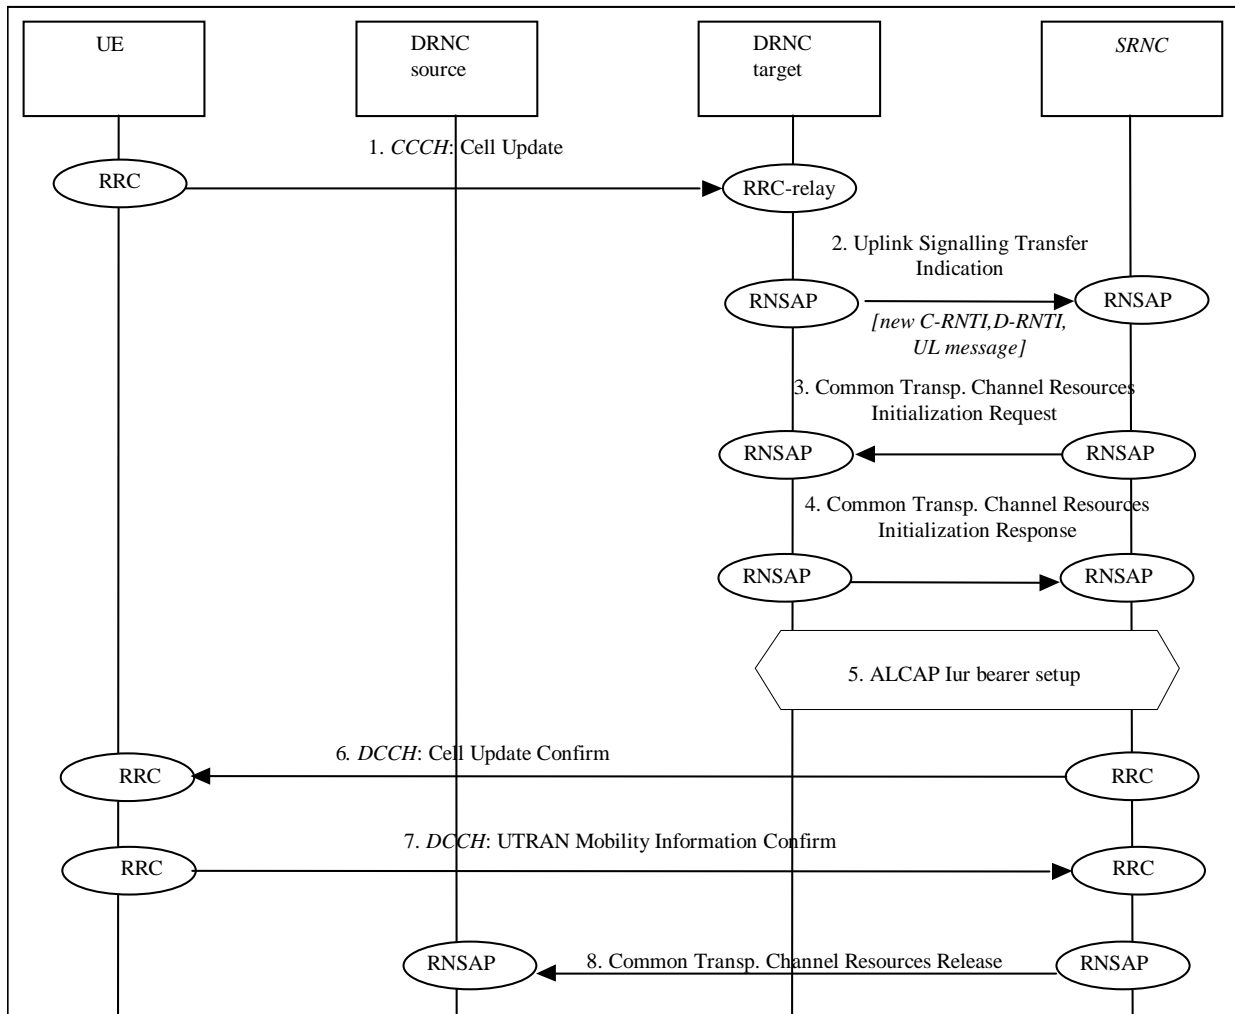 UE
DRNC
source
DRNC
target
SRNC
1. CCCH: Cell Update
RRC
RRC-relay
2. Uplink Signalling Transfer
Indication
RNSAP
RNSAP
[new C-RNTI,D-RNTI,
UL message]
3. Common Transp. Channel Resources
Initialization Request
RNSAP
RNSAP
4. Common Transp. Channel Resources
Initialization Response
RNSAP
RNSAP
5. ALCAP Iur bearer setup
6. DCCH: Cell Update Confirm
RRC
RRC
7. DCCH: UTRAN Mobility Information Confirm
RRC
RRC
RNSAP
8. Common Transp. Channel Resources Release
RNSAP